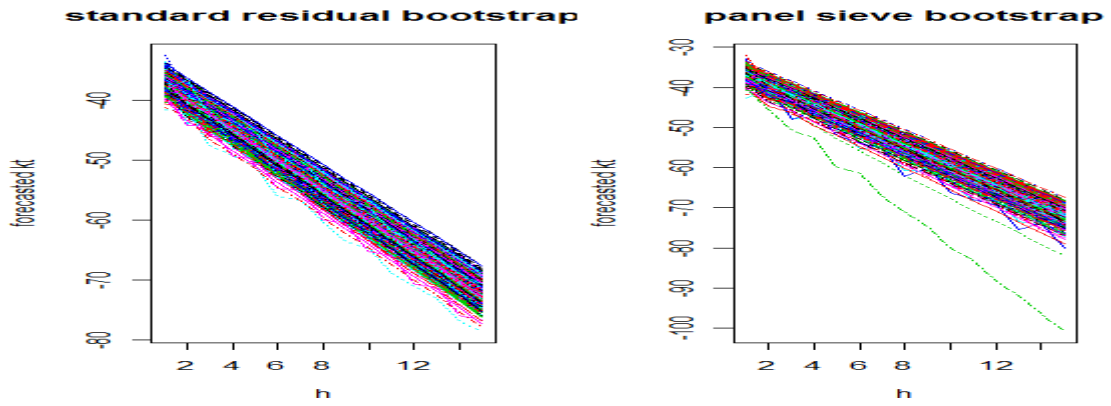 standard residual bootstrap
forecasted kt
-40
-50
-60
-70
-80
2 4 6 8 12
h
panel sieve bootstrap
forecasted kt
-30
-40
-50
-60
-70
-80
-90
-100
2 4 6 8 12
h